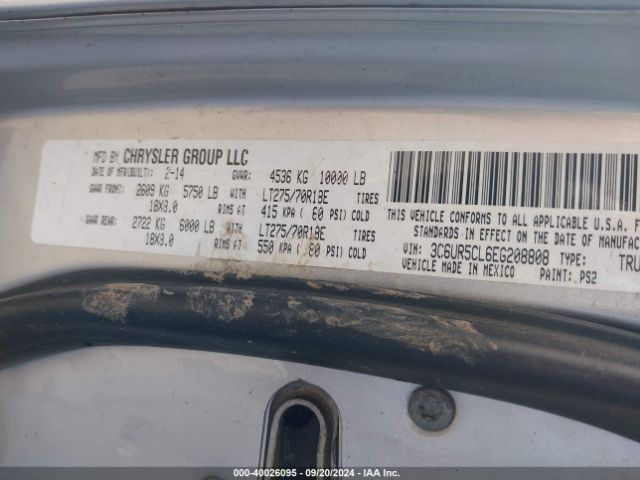 MFD BY CHRYSLER GROUP LLC
DATE OF MFR(BUILT): 2-14 GVWR: 4536 KG 10000 LB
GAWR FRONT: 2609 KG 5750 LB WITH LT275/70R18E TIRES
18X8.0 RIMS AT 415 KPA ( 60 PSI) COLD
GAWR REAR: 2722 KG 6000 LB WITH LT275/70R18E TIRES
18X8.0 RIMS AT 550 KPA ( 80 PSI) COLD
THIS VEHICLE CONFORMS TO ALL APPLICABLE U.S.A. F
STANDARDS IN EFFECT ON THE DATE OF MANUFAC
VIN: 3C6UR5CL6EG208808 TYPE: TRU
VEHICLE MADE IN MEXICO PAINT: PS2
000-40026095 - 09/20/2024 - IAA Inc.